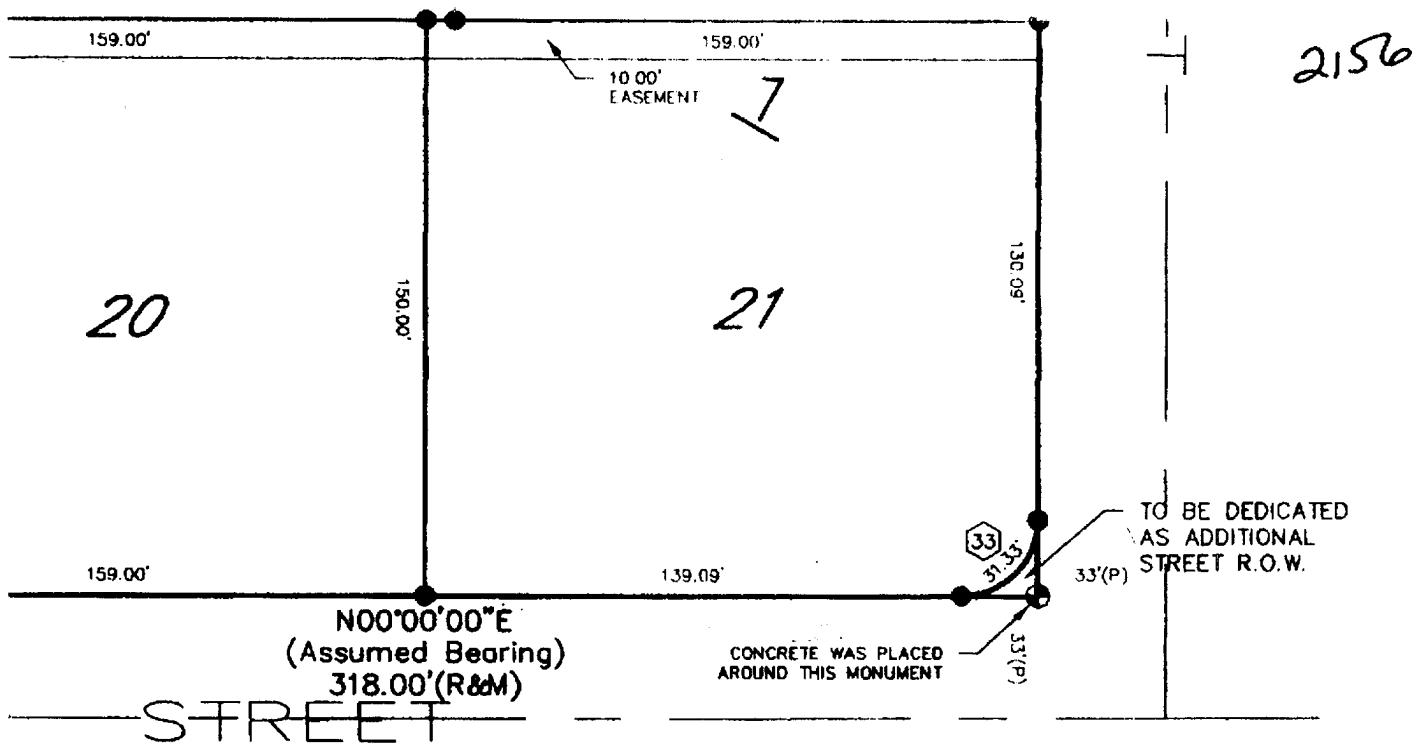 159.00'
159.00'
2156
10 00'
EASEMENT
7
20
150.00'
21
130.09'
33
31.33'
TO BE DEDICATED
AS ADDITIONAL
STREET R.O.W.
33'(P)
159.00'
139.09'
N00°00'00"E
(Assumed Bearing)
318.00'(R&M)
CONCRETE WAS PLACED
AROUND THIS MONUMENT
33'(P)
STREET